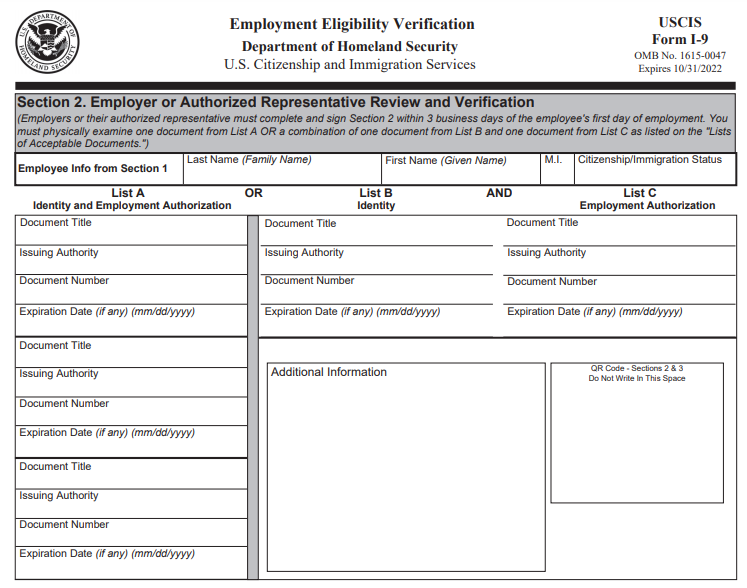 U.S. DEPARTMENT OF HOMELAND SECURITY
Employment Eligibility Verification
Department of Homeland Security
U.S. Citizenship and Immigration Services
USCIS
Form I-9
OMB No. 1615-0047
Expires 10/31/2022
Section 2. Employer or Authorized Representative Review and Verification
(Employers or their authorized representative must complete and sign Section 2 within 3 business days of the employee's first day of employment. You
must physically examine one document from List A OR a combination of one document from List B and one document from List C as listed on the "Lists
of Acceptable Documents.")
Employee Info from Section 1
Last Name (Family Name)
First Name (Given Name)
M.I.
Citizenship/Immigration Status
List A
Identity and Employment Authorization
OR
List B
Identity
AND
List C
Employment Authorization
Document Title
Issuing Authority
Document Number
Expiration Date (if any) (mm/dd/yyyy)
Document Title
Issuing Authority
Document Number
Expiration Date (if any) (mm/dd/yyyy)
Document Title
Issuing Authority
Document Number
Expiration Date (if any) (mm/dd/yyyy)
Document Title
Issuing Authority
Document Number
Expiration Date (if any) (mm/dd/yyyy)
Document Title
Issuing Authority
Document Number
Expiration Date (if any) (mm/dd/yyyy)
Additional Information
QR Code - Sections 2 & 3
Do Not Write In This Space